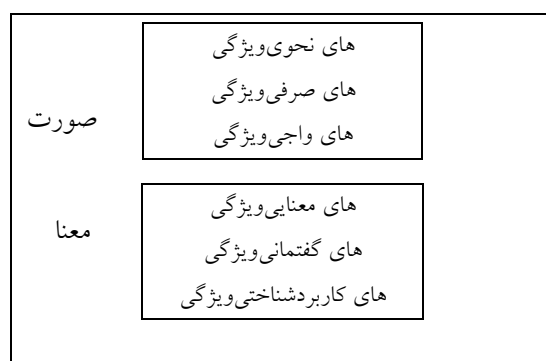 های نحوی‌ویژگی
های صرفی‌ویژگی
های واجی‌ویژگی
صورت
های معنایی‌ویژگی
های گفتمانی‌ویژگی
های کاربردشناختی‌ویژگی
معنا